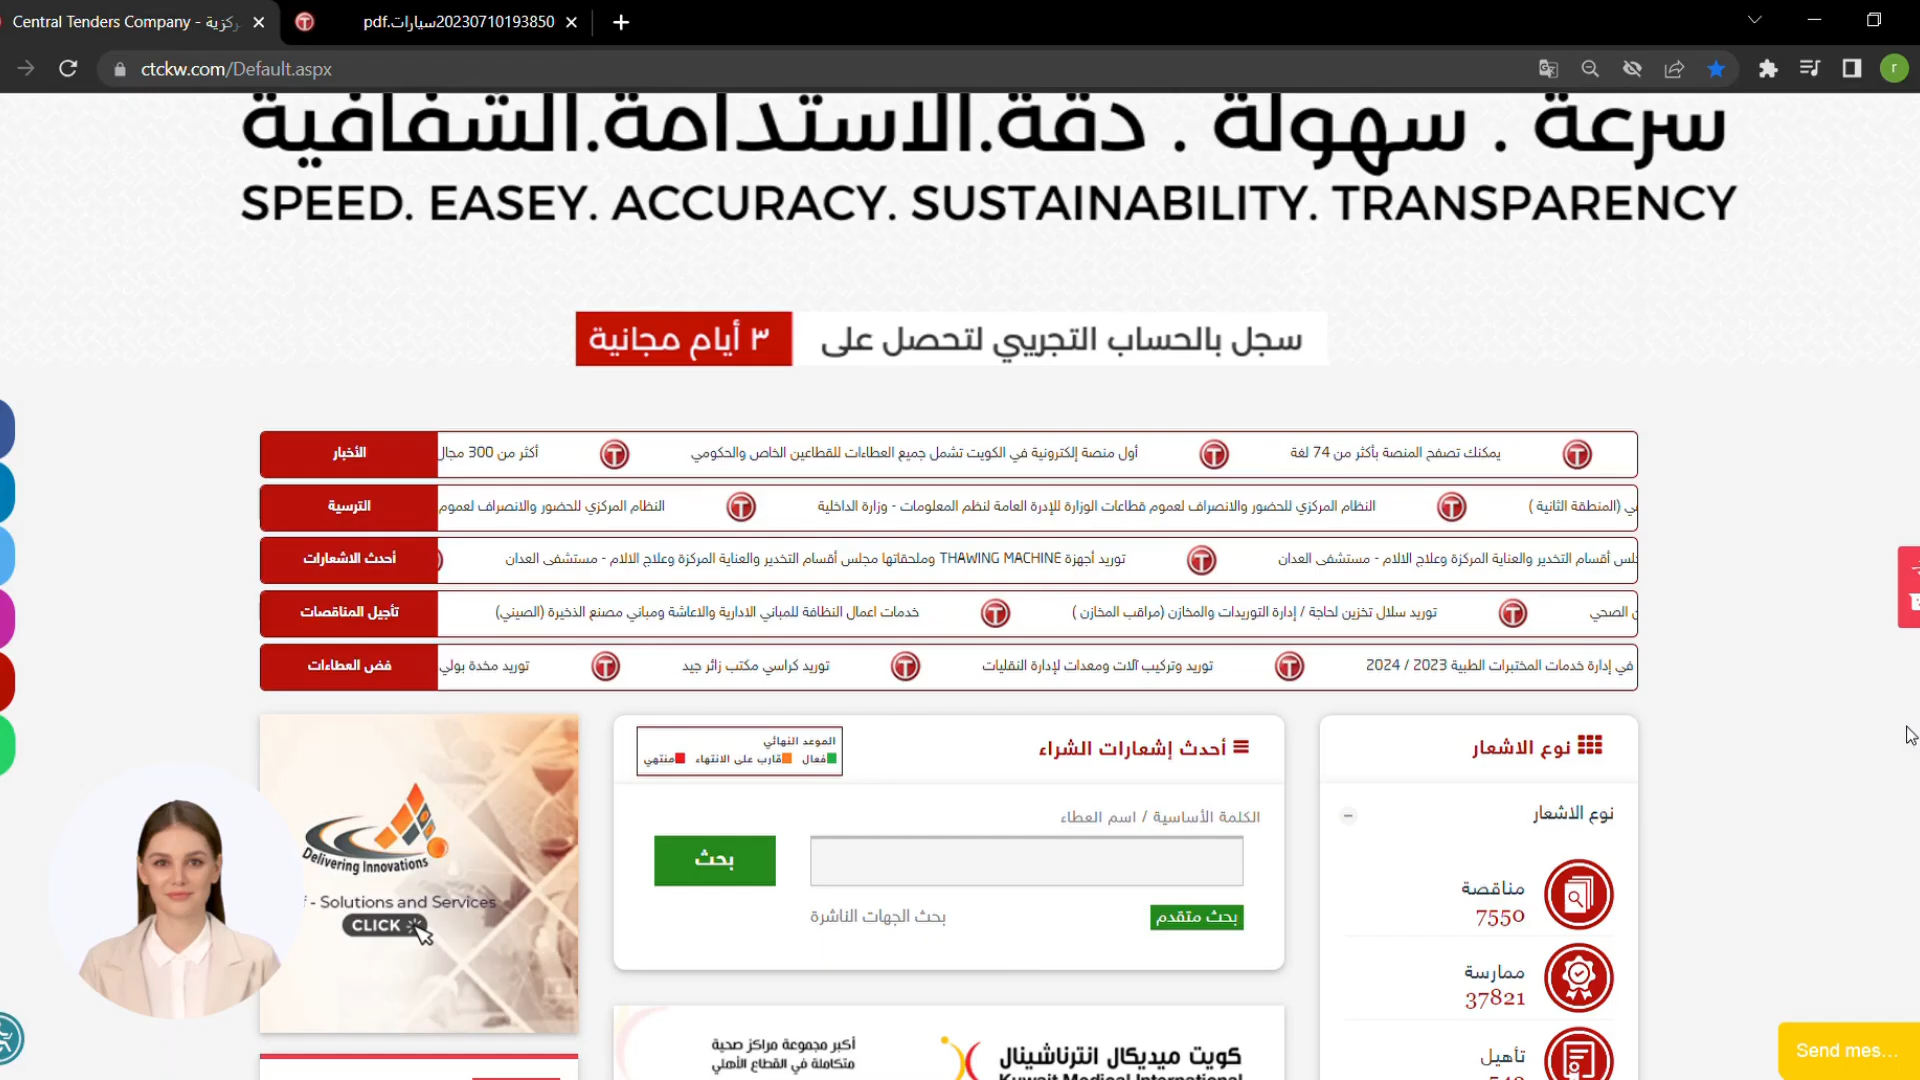 Central Tenders Company -
20230710193850سيارات.pdf
ctckw.com/Default.aspx
سرعة . سهولة . دقة.الاستدامة.الشفافية
SPEED. EASEY. ACCURACY. SUSTAINABILITY. TRANSPARENCY
سجل بالحساب التجريبي لتحصل على ٣ أيام مجانية
الأخبار
يمكنك تصفح المنصة بأكثر من 74 لغة
أول منصة إلكترونية في الكويت تشمل جميع العطاءات للقطاعين الخاص والحكومي
أكثر من 300 مجال
الترسية
ي (المنطقة الثانية )
النظام المركزي للحضور والانصراف لعموم قطاعات الوزارة للإدرة العامة لنظم المعلومات - وزارة الداخلية
النظام المركزي للحضور والانصراف لعموم
أحدث الاشعارات
جلس أقسام التخدير والعناية المركزة وعلاج الالام - مستشفى العدان
توريد أجهزة THAWING MACHINE وملحقاتها مجلس أقسام التخدير والعناية المركزة وعلاج الالام - مستشفى العدان
تأجيل المناقصات
الصحي
توريد سلال تخزين لحاجة / إدارة التوريدات والمخازن (مراقب المخازن )
خدمات اعمال النظافة للمباني الادارية والاعاشة ومباني مصنع الذخيرة (الصيني)
فض العطاءات
في إدارة خدمات المختبرات الطبية 2023 / 2024
توريد وتركيب آلات ومعدات لإدارة النقليات
توريد كراسي مكتب زائر جيد
توريد مخدة بولي
نوع الاشعار
نوع الاشعار
مناقصة
7550
ممارسة
37821
تأهيل
أحدث إشعارات الشراء
الموعد النهائي
فعال قارب على الانتهاء منتهي
الكلمة الأساسية / اسم العطاء
بحث
بحث متقدم
بحث الجهات الناشرة
Delivering Innovations
- Solutions and Services
CLICK
أكبر مجموعة مراكز صحية
متكاملة في القطاع الأهلي
كويت ميديكال انترناشينال
Kuwait Medical International
Send mes...
r